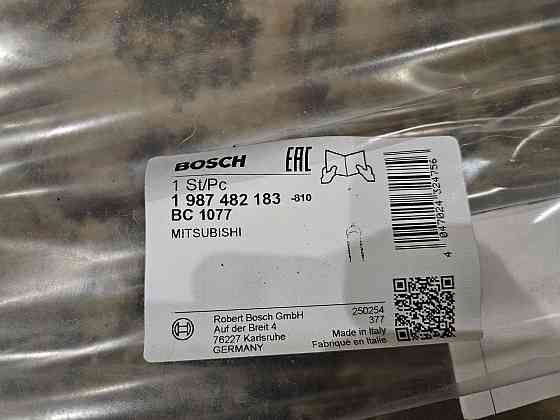 BOSCH
EAC
1 St/Pc
1 987 482 183 -810
BC 1077
MITSUBISHI
4 047024 324756
Robert Bosch GmbH
Auf der Breit 4
76227 Karlsruhe
GERMANY
250254
377
Made in Italy
Fabriqué en Italie